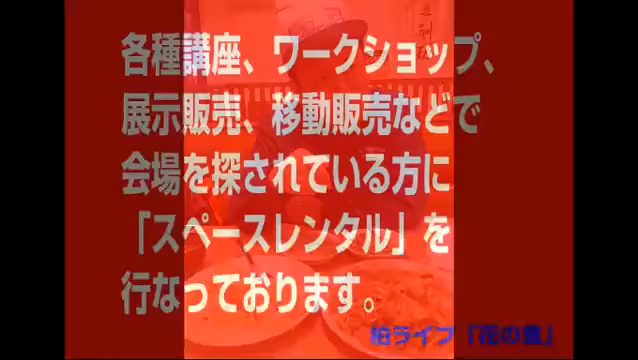 各種講座、ワークショップ、
展示販売、移動販売などで
会場を探されている方に
「スペースレンタル」を
行なっております。
柏ライブ「花の雲」